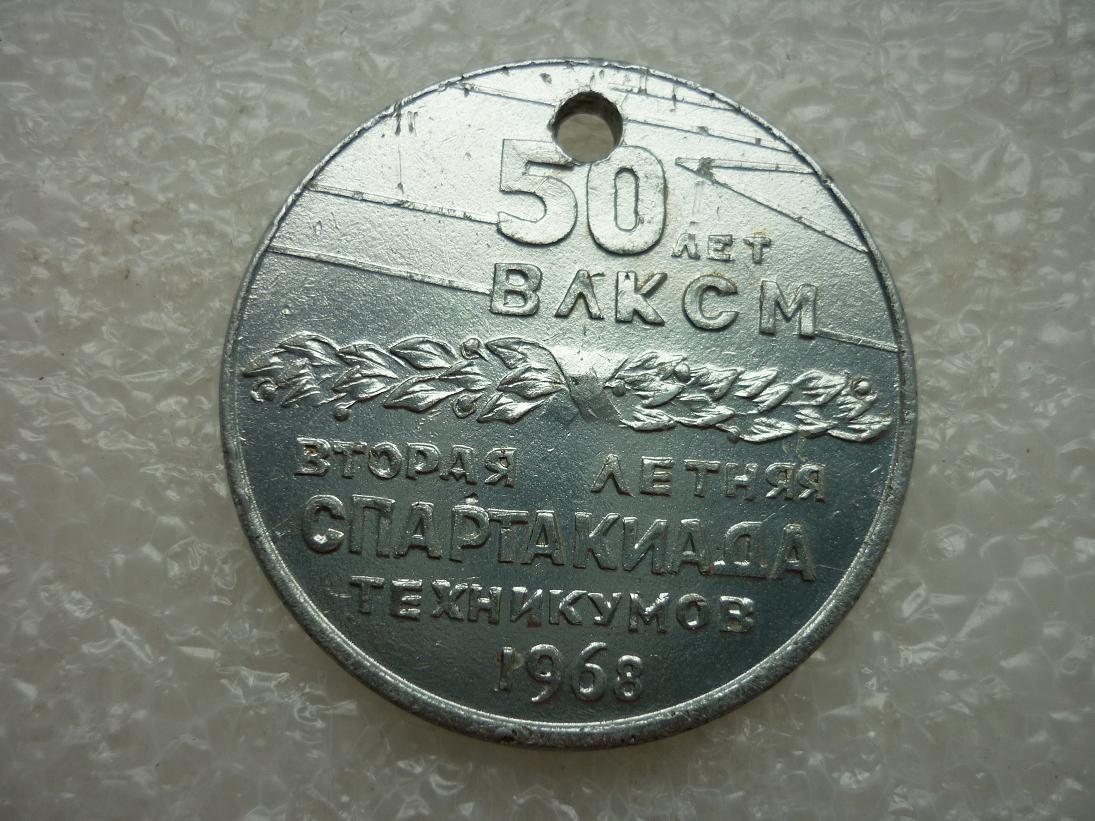 50 ЛЕТ
ВЛКСМ
ВТОРАЯ ЛЕТНЯЯ
СПАРТАКИАДА
ТЕХНИКУМОВ
1968